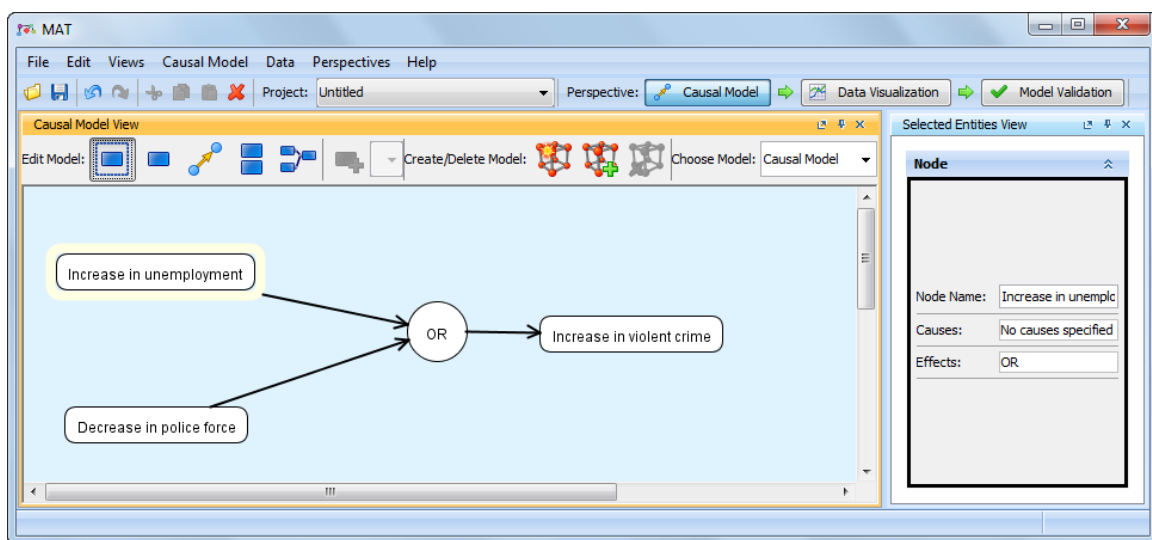 MAT
File Edit Views Causal Model Data Perspectives Help
Project: Untitled Perspective: Causal Model Data Visualization Model Validation
Causal Model View
Selected Entities View
Edit Model: Create/Delete Model: Choose Model: Causal Model
Node
Increase in unemployment
OR
Increase in violent crime
Decrease in police force
Node Name: Increase in unemplc
Causes: No causes specified
Effects: OR